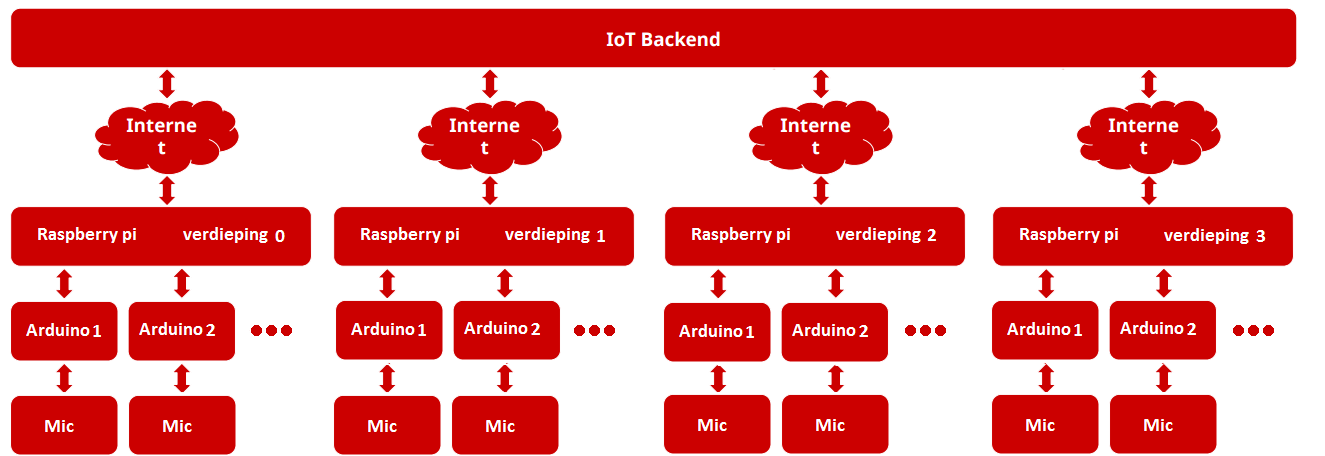 IoT Backend
Interne
t
Interne
t
Interne
t
Interne
t
Raspberry pi verdieping 0
Raspberry pi verdieping 1
Raspberry pi verdieping 2
Raspberry pi verdieping 3
Arduino 1
Arduino 2
Arduino 1
Arduino 2
Arduino 1
Arduino 2
Arduino 1
Arduino 2
Mic
Mic
Mic
Mic
Mic
Mic
Mic
Mic